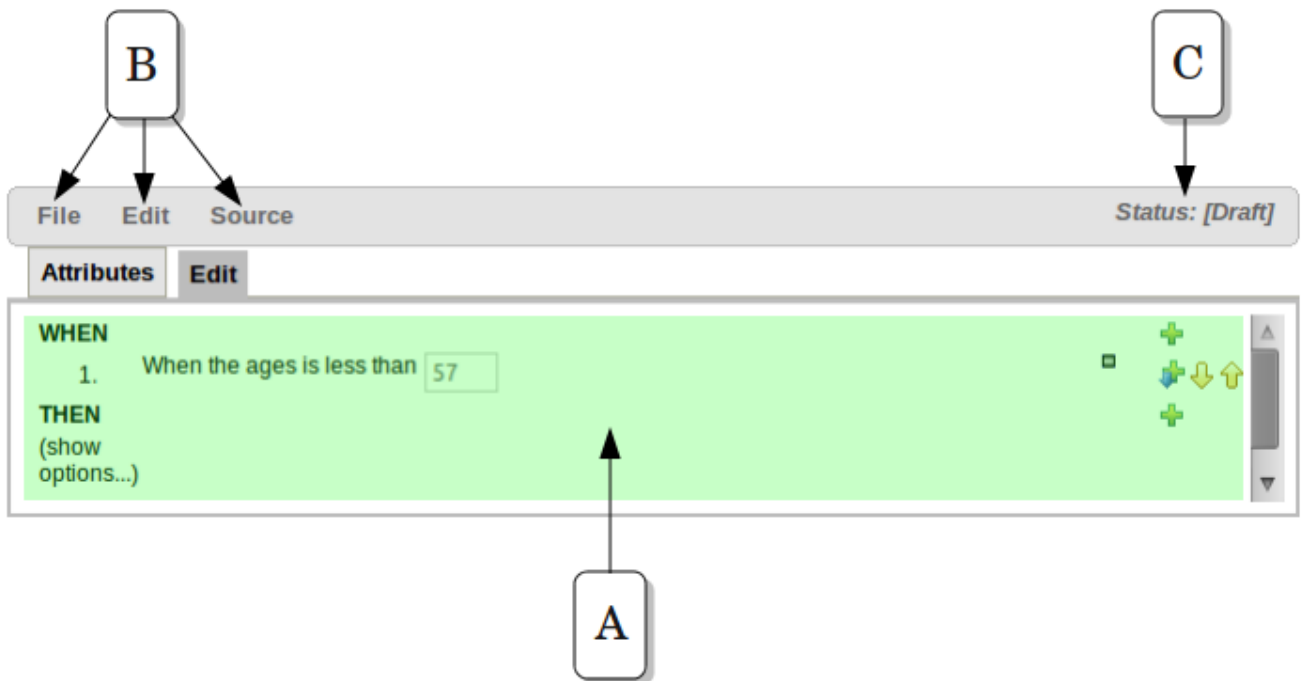 B
C
File Edit Source Status: [Draft]
Attributes Edit
WHEN
1. When the ages is less than 57
THEN
(show
options...)
A